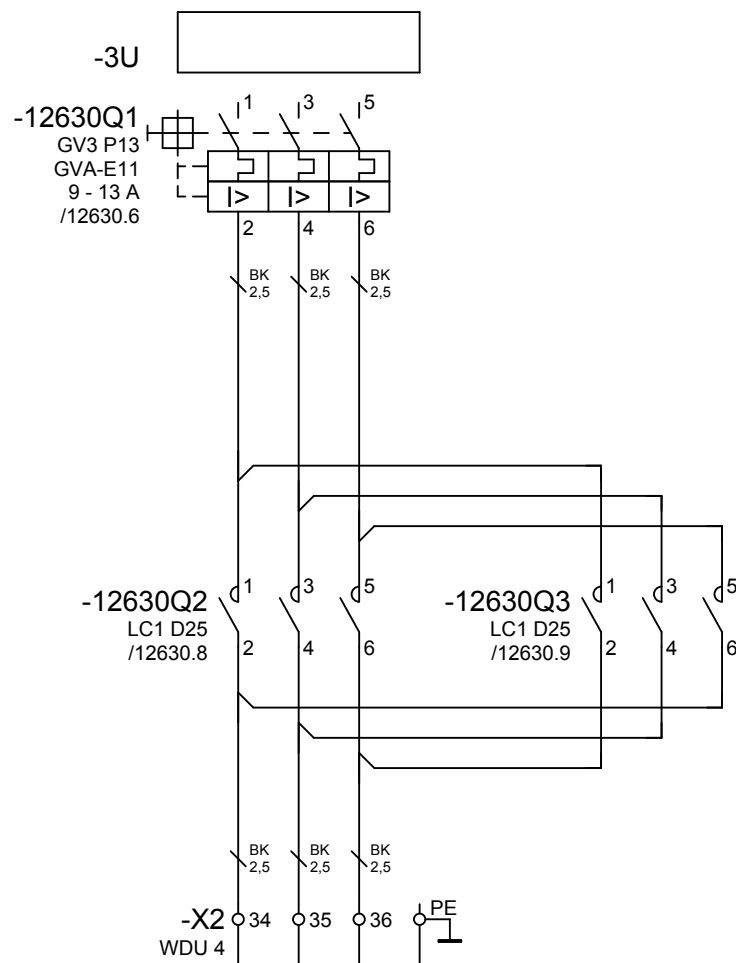 -3U
1 3 5
-12630Q1
GV3 P13
GVA-E11
9 - 13 A
/12630.6
I> I> I>
2 4 6
BK BK BK
2,5 2,5 2,5
1 3 5 1 3 5
-12630Q2 -12630Q3
LC1 D25 LC1 D25
/12630.8 2 4 6 /12630.9 2 4 6
BK BK BK
2,5 2,5 2,5
-X2 34 35 36 PE
WDU 4